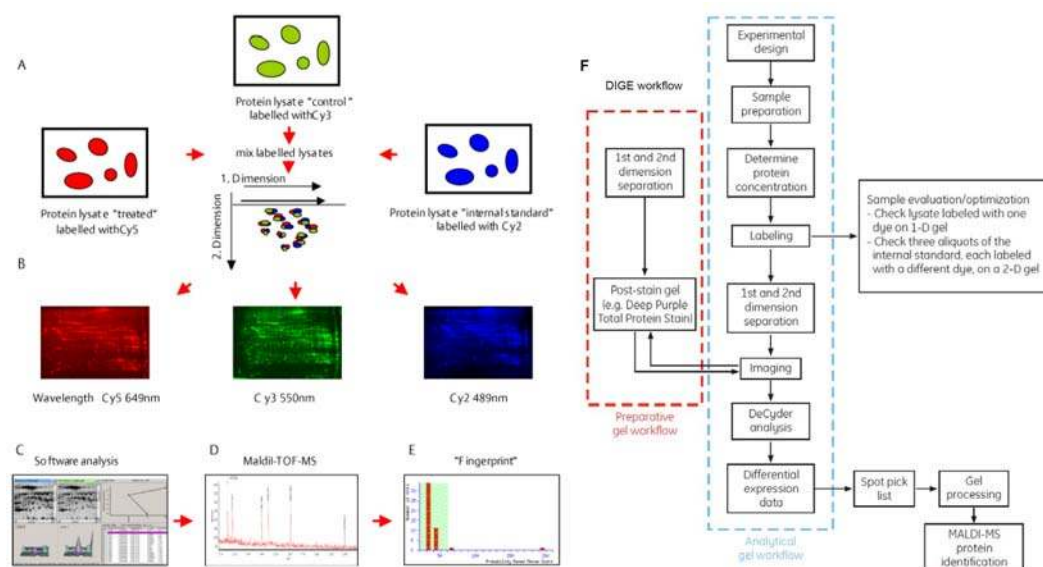 A
Protein lysate "control"
labelled withCy3
mix labelled lysates
Protein lysate "treated"
labelled withCy5
1. Dimension
2. Dimension
Protein lysate "internal standard"
labelled with Cy2
B
Wavelength Cy5 649nm
Cy3 550nm
Cy2 489nm
C
Software analysis
D
Maldil-TOF-MS
E
"Fingerprint"
F
DIGE workflow
1st and 2nd
dimension
separation
Post-stain gel
(e.g. Deep Purple
Total Protein Stain)
Preparative
gel workflow
Experimental
design
Sample
preparation
Determine
protein
concentration
Labeling
1st and 2nd
dimension
separation
Imaging
DeCyder
analysis
Differential
expression
data
Analytical
gel workflow
Sample evaluation/optimization
- Check lysate labeled with one
dye on 1-D gel
- Check three aliquots of the
internal standard, each labeled
with a different dye, on a 2-D gel
Spot pick
list
Gel
processing
MALDI-MS
protein
identification